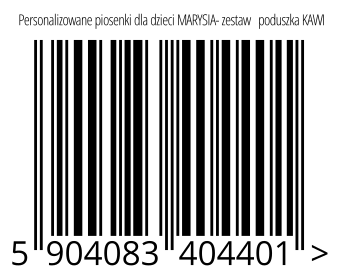 Personalizowane piosenki dla dzieci MARYSIA- zestaw poduszka KAWI
5 904083 404401 >